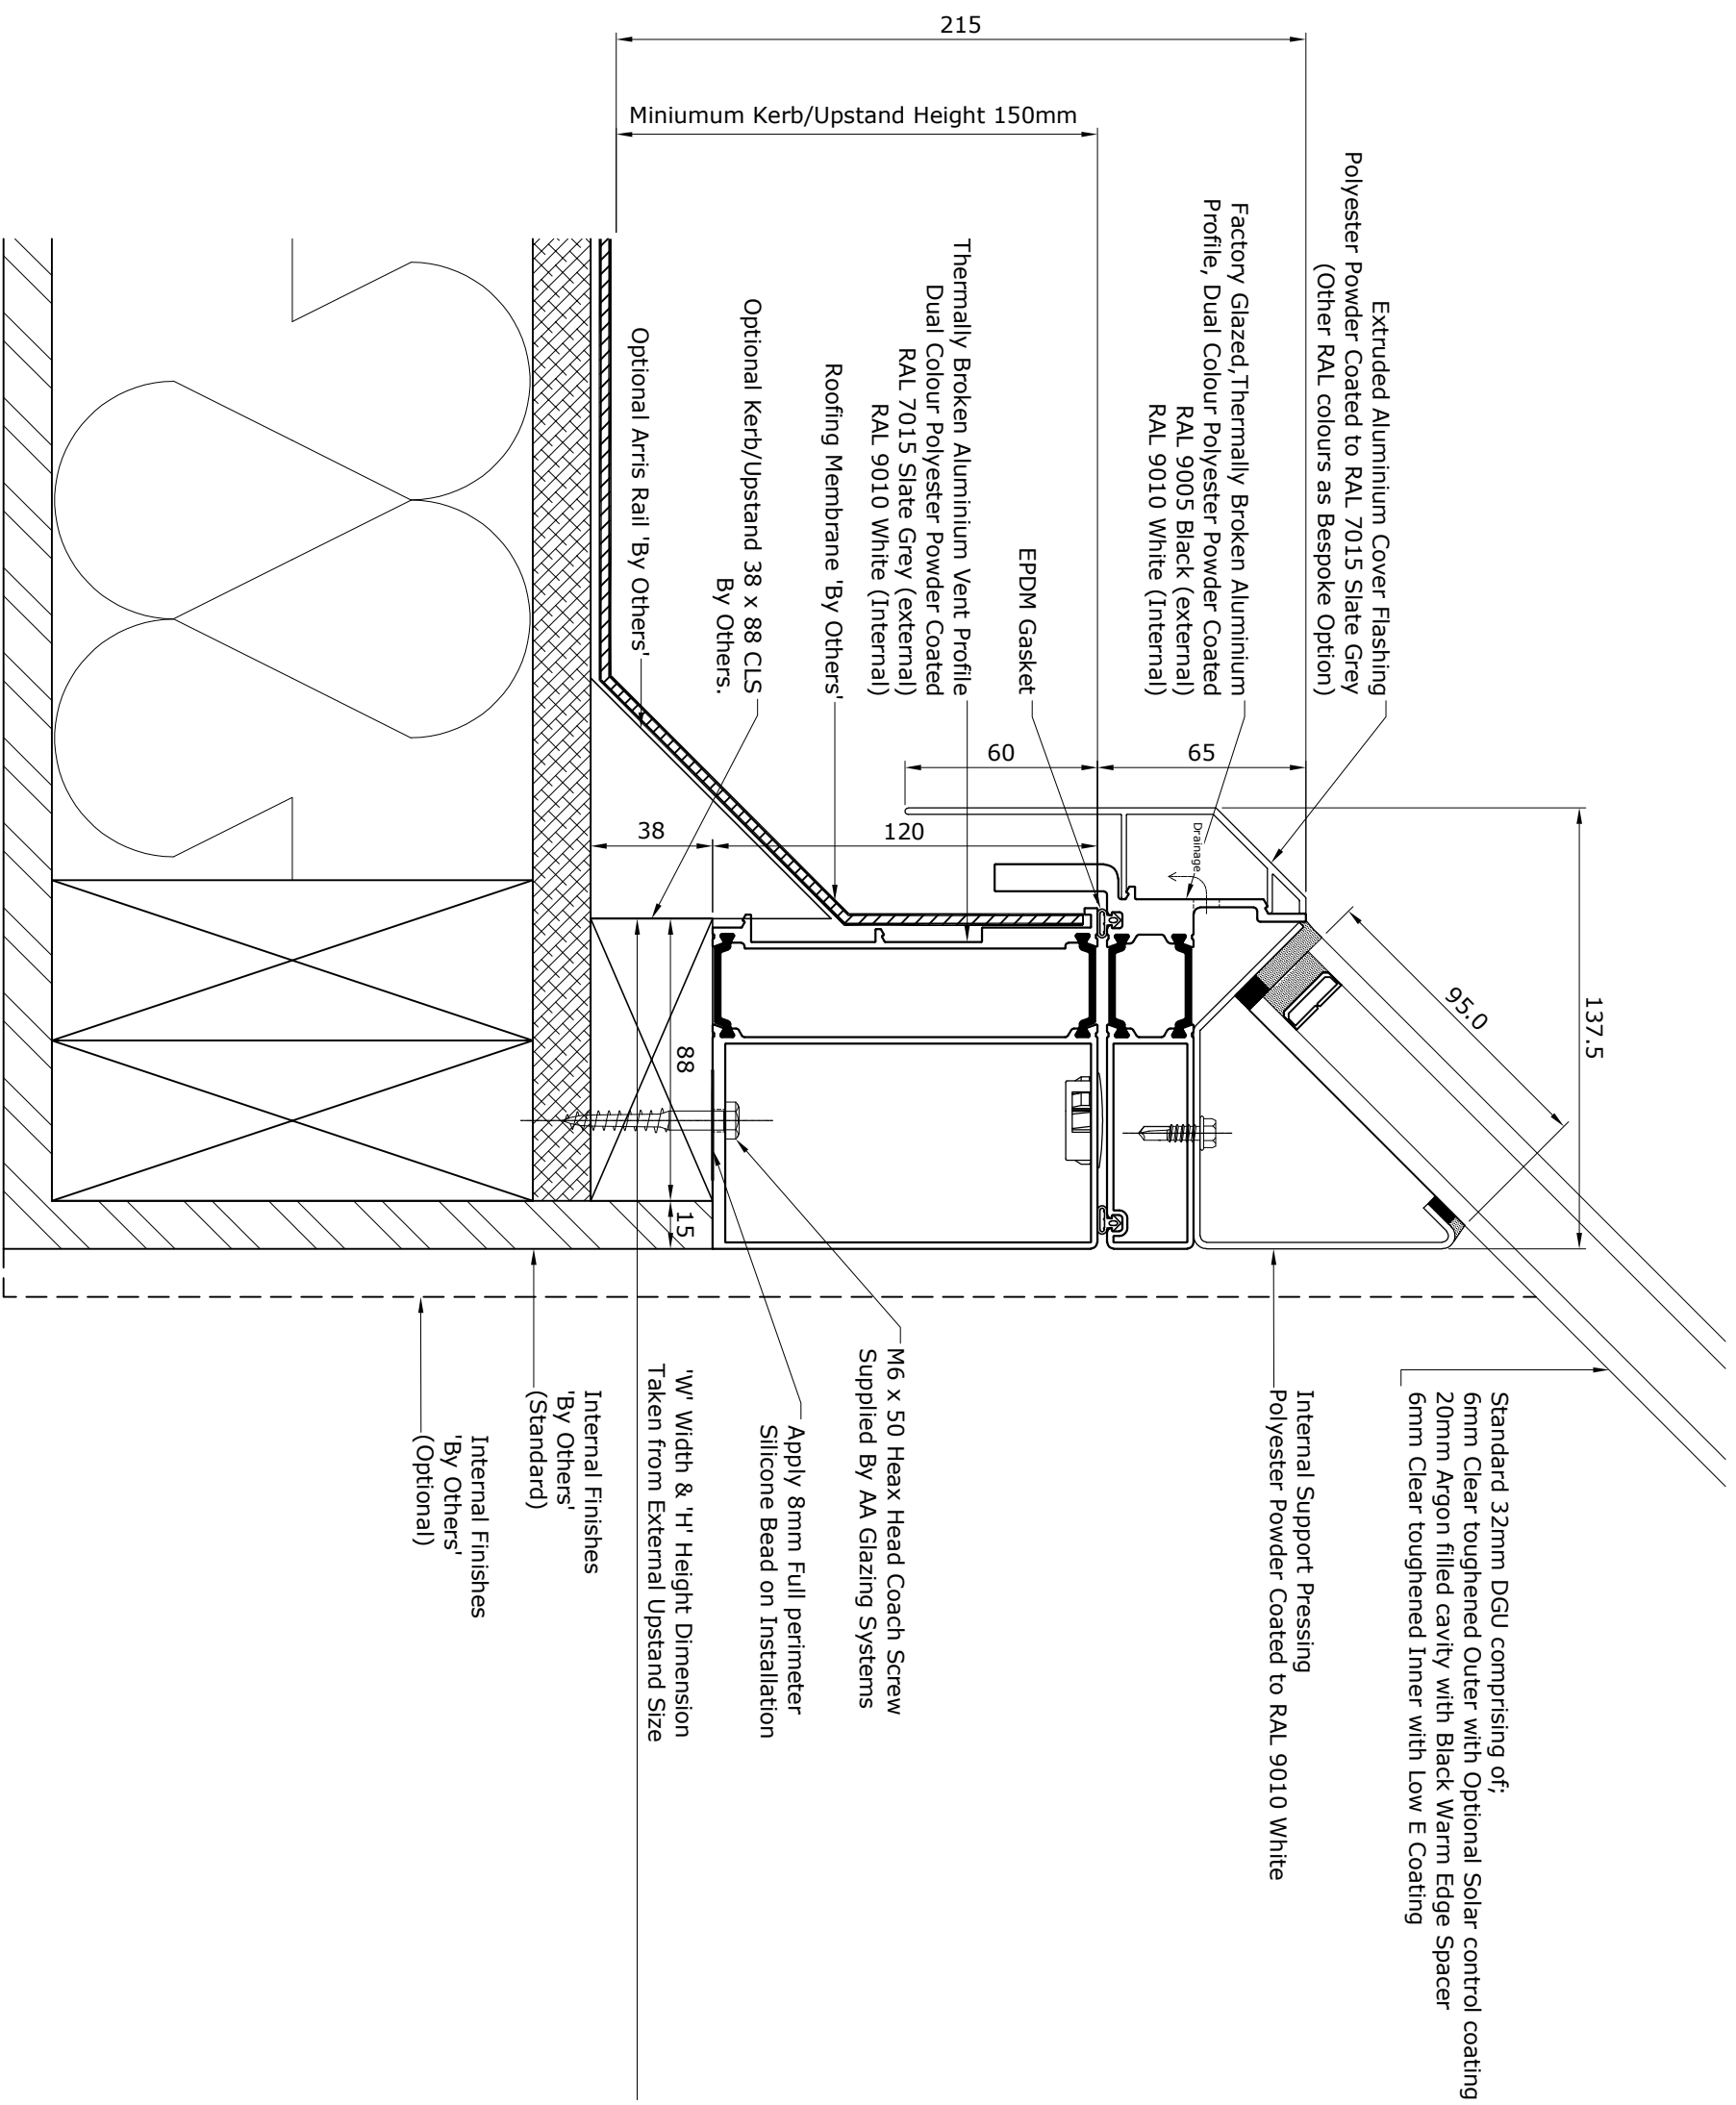 215
Miniumum Kerb/Upstand Height 150mm
Extruded Aluminium Cover Flashing
Polyester Powder Coated to RAL 7015 Slate Grey
(Other RAL colours as Bespoke Option)
Factory Glazed,Thermally Broken Aluminium
Profile, Dual Colour Polyester Powder Coated
RAL 9005 Black (external)
RAL 9010 White (Internal)
EPDM Gasket
Thermally Broken Aluminium Vent Profile
Dual Colour Polyester Powder Coated
RAL 7015 Slate Grey (external)
RAL 9010 White (Internal)
Roofing Membrane 'By Others'
Optional Kerb/Upstand 38 x 88 CLS
By Others.
Optional Arris Rail 'By Others'
60
65
38
120
Drainage
137.5
95.0
88
15
Standard 32mm DGU comprising of;
6mm Clear toughened Outer with Optional Solar control coating
20mm Argon filled cavity with Black Warm Edge Spacer
6mm Clear toughened Inner with Low E Coating
Internal Support Pressing
Polyester Powder Coated to RAL 9010 White
M6 x 50 Heax Head Coach Screw
Supplied By AA Glazing Systems
Apply 8mm Full perimeter
Silicone Bead on Installation
'W' Width & 'H' Height Dimension
Taken from External Upstand Size
Internal Finishes
'By Others'
(Standard)
Internal Finishes
'By Others'
(Optional)